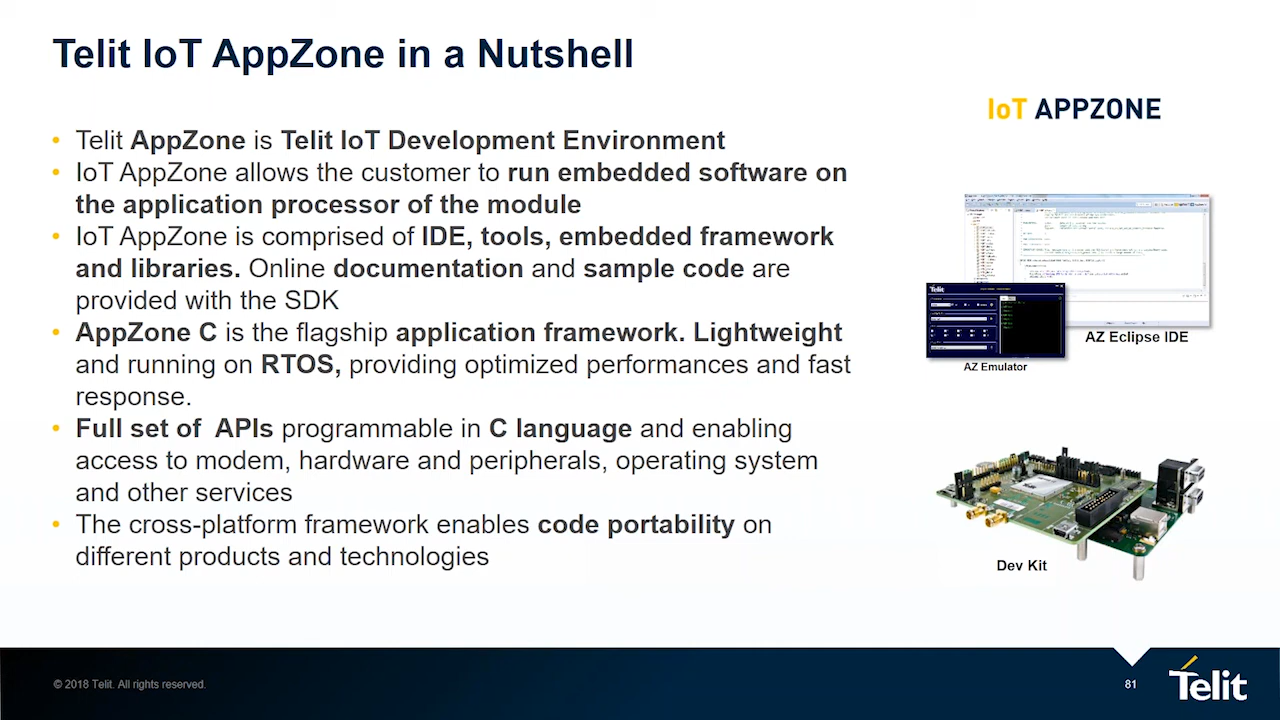 Telit IoT AppZone in a Nutshell
IoT APPZONE
• Telit AppZone is Telit IoT Development Environment
• IoT AppZone allows the customer to run embedded software on
the application processor of the module
• IoT AppZone is composed of IDE, tools, embedded framework
and libraries. Online documentation and sample code are
provided with the SDK
• AppZone C is the flagship application framework. Lightweight
and running on RTOS, providing optimized performances and fast
response.
• Full set of APIs programmable in C language and enabling
access to modem, hardware and peripherals, operating system
and other services
• The cross-platform framework enables code portability on
different products and technologies
Telit
AZ Eclipse IDE
AZ Emulator
Dev Kit
© 2018 Telit. All rights reserved.
81
Telit